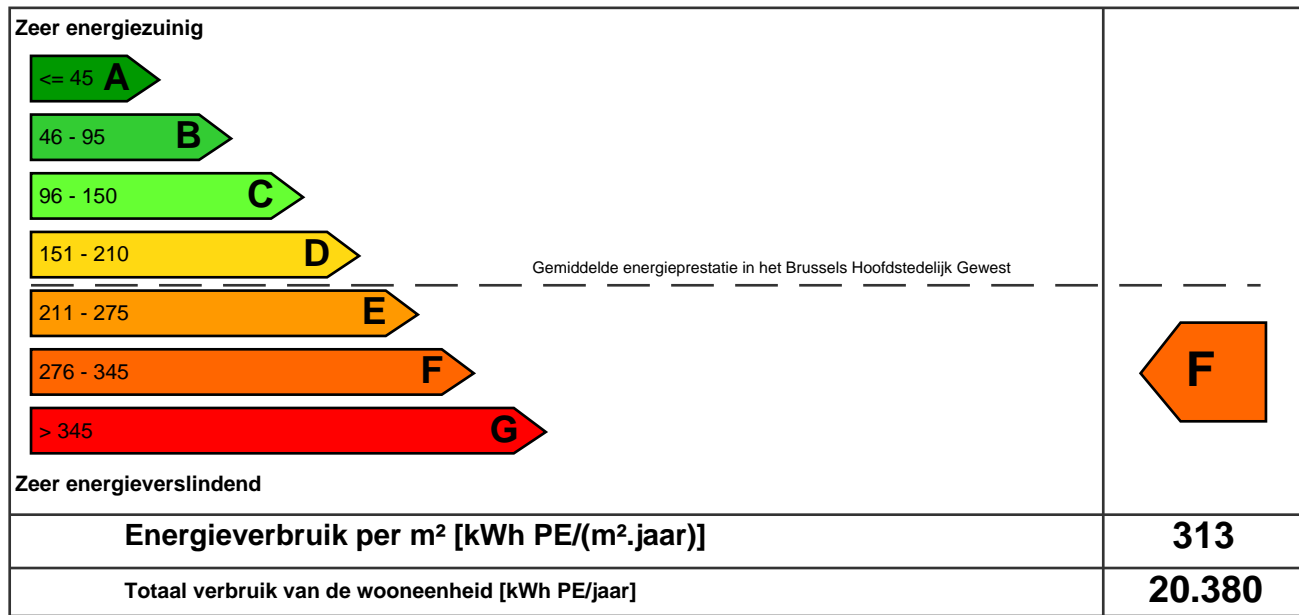 Zeer energiezuinig
<= 45 A
46 - 95 B
96 - 150 C
151 - 210 D
Gemiddelde energieprestatie in het Brussels Hoofdstedelijk Gewest
211 - 275 E
276 - 345 F
F
> 345 G
Zeer energieverslindend
Energieverbruik per m² [kWh PE/(m².jaar)] 313
Totaal verbruik van de wooneenheid [kWh PE/jaar] 20.380